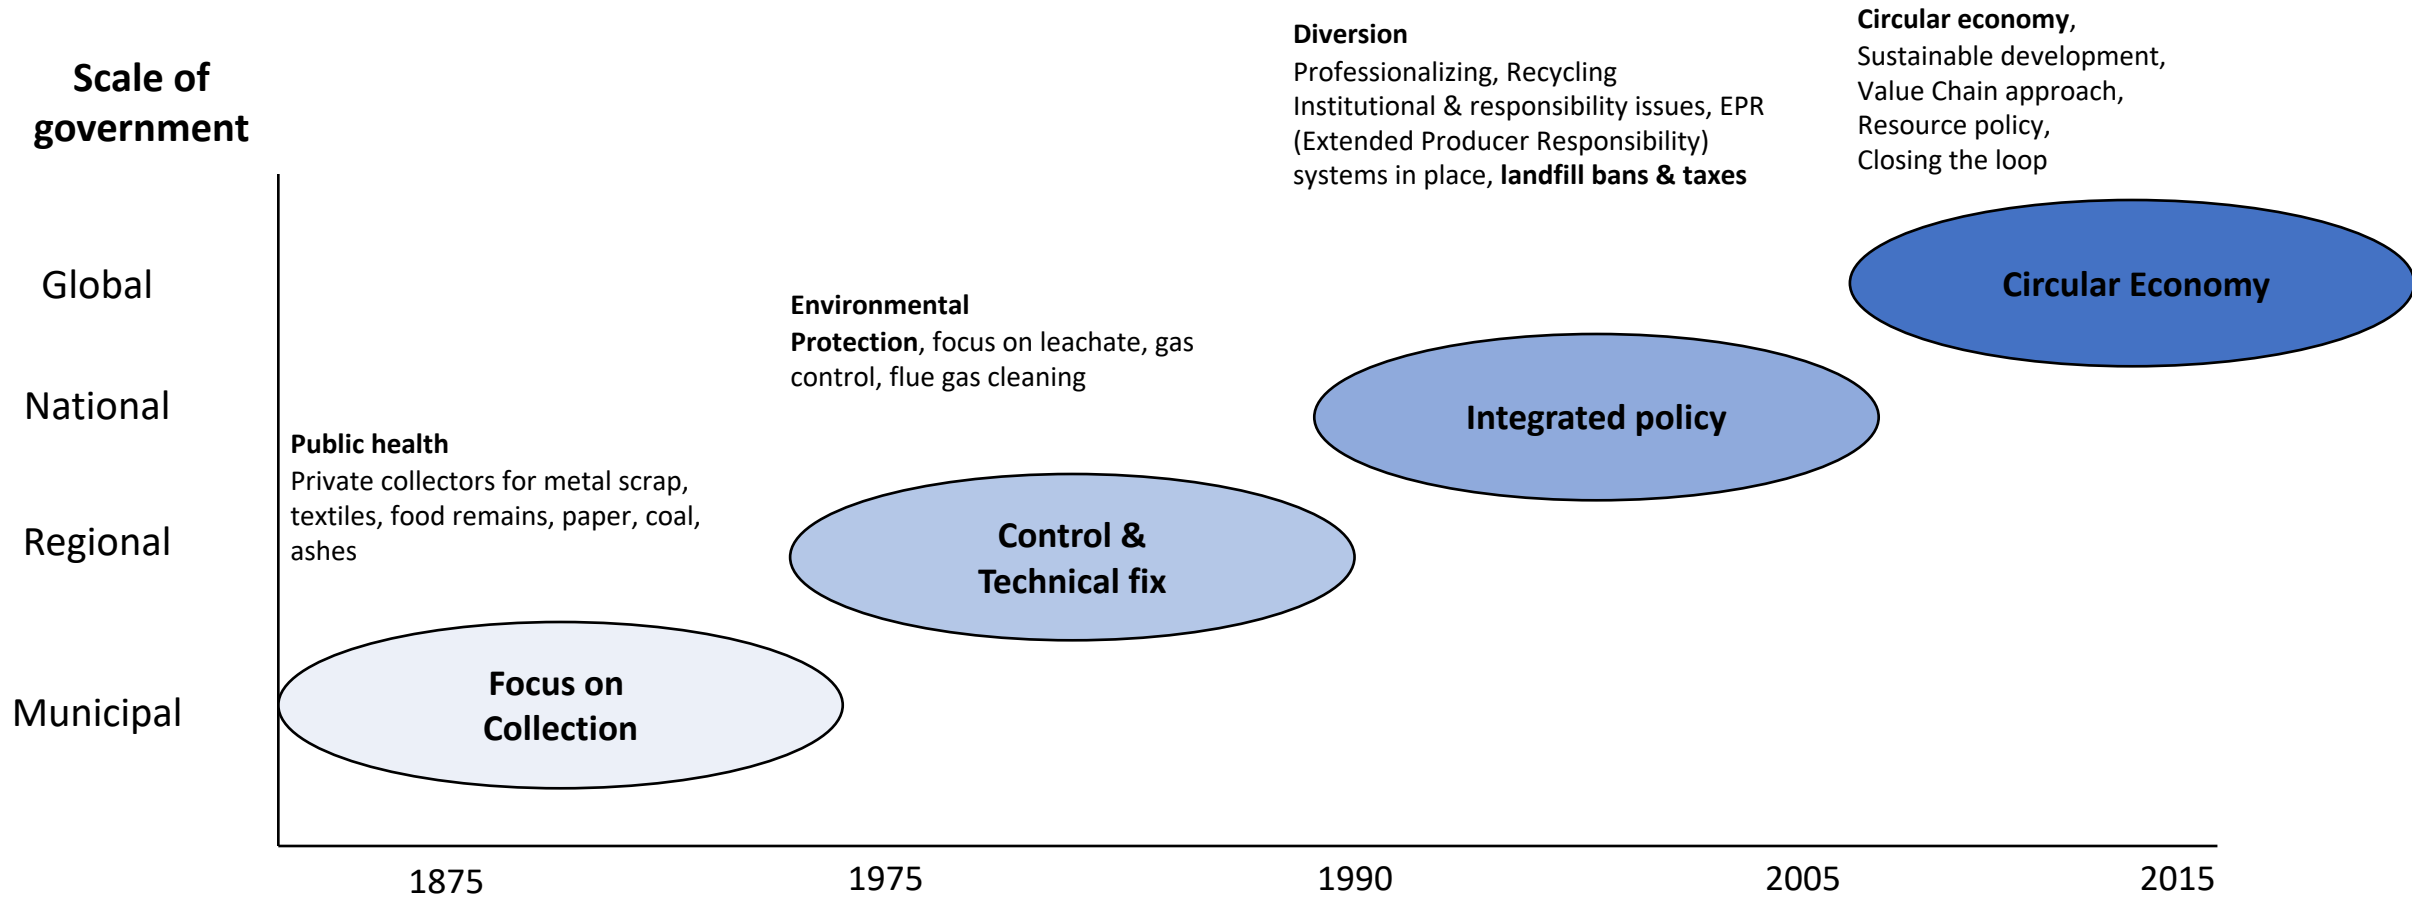 Scale of
government
Global
National
Regional
Municipal
Public health
Private collectors for metal scrap,
textiles, food remains, paper, coal,
ashes
Focus on
Collection
Environmental
Protection, focus on leachate, gas
control, flue gas cleaning
Control &
Technical fix
Diversion
Professionalizing, Recycling
Institutional & responsibility issues, EPR
(Extended Producer Responsibility)
systems in place, landfill bans & taxes
Integrated policy
Circular economy,
Sustainable development,
Value Chain approach,
Resource policy,
Closing the loop
Circular Economy
1875
1975
1990
2005
2015